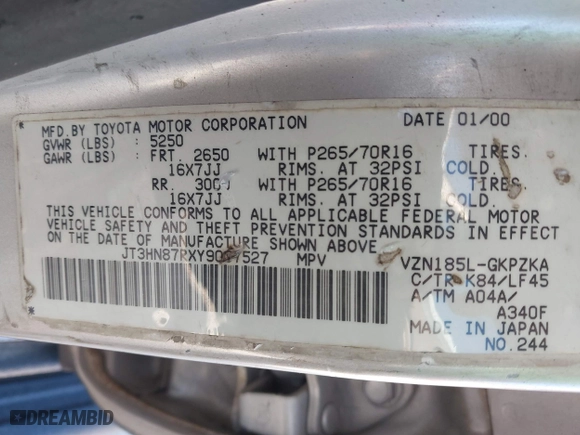 MFD.BY TOYOTA MOTOR CORPORATION DATE 01/00
GVWR (LBS) : 5250
GAWR (LBS) : FRT. 2650 WITH P265/70R16 TIRES.
16X7JJ RIMS. AT 32PSI COLD.
RR. WITH P265/70R16 TIRES.
16X7JJ RIMS. AT 32PSI COLD.
THIS VEHICLE CONFORMS TO ALL APPLICABLE FEDERAL MOTOR
VEHICLE SAFETY AND THEFT PREVENTION STANDARDS IN EFFECT
ON THE DATE OF MANUFACTURE SHOWN ABOVE.
MPV VZN185L-GKPZKA
C/TR K84/LF45
A/TM A04A/
A340F
MADE IN JAPAN
NO.244
DREAMBID